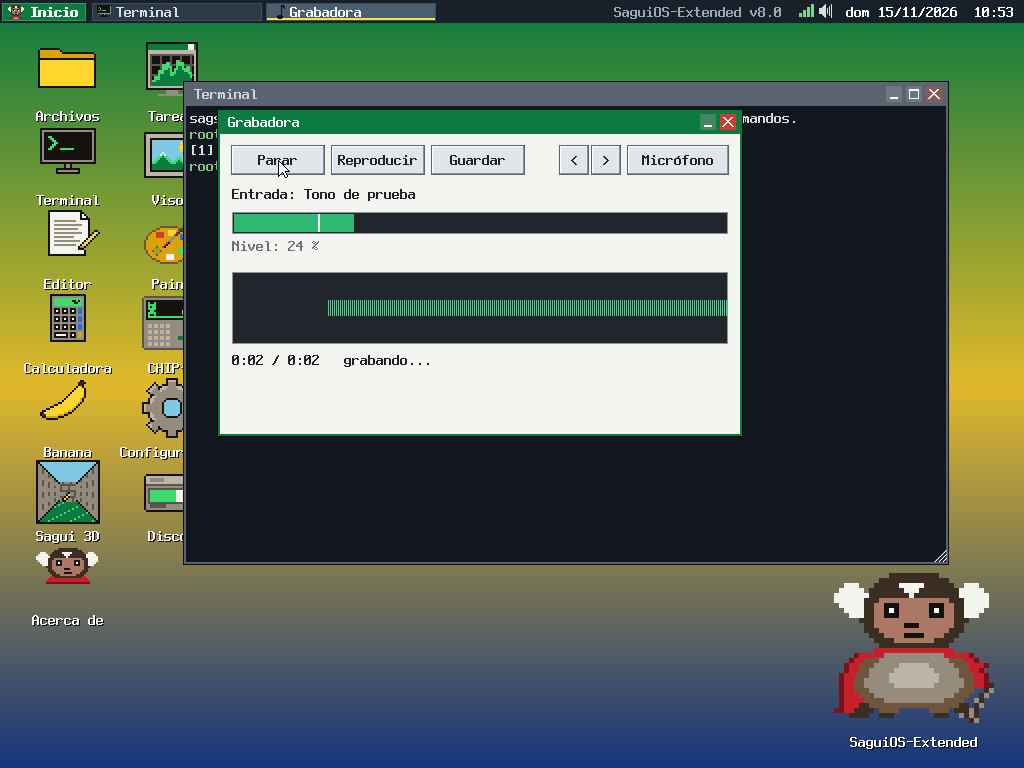 Inicio
Terminal
Grabadora
SaguiOS-Extended v8.0
dom 15/11/2026
10:53
Archivos
Terminal
Editor
Calculadora
Banana
Configur
Sagui 3D
Acerca de
Terminal
mandos.
[1]
Grabadora
Parar
Reproducir
Guardar
<
>
Micrófono
Entrada: Tono de prueba
Nivel: 24 %
0:02 / 0:02 grabando...
SaguiOS-Extended